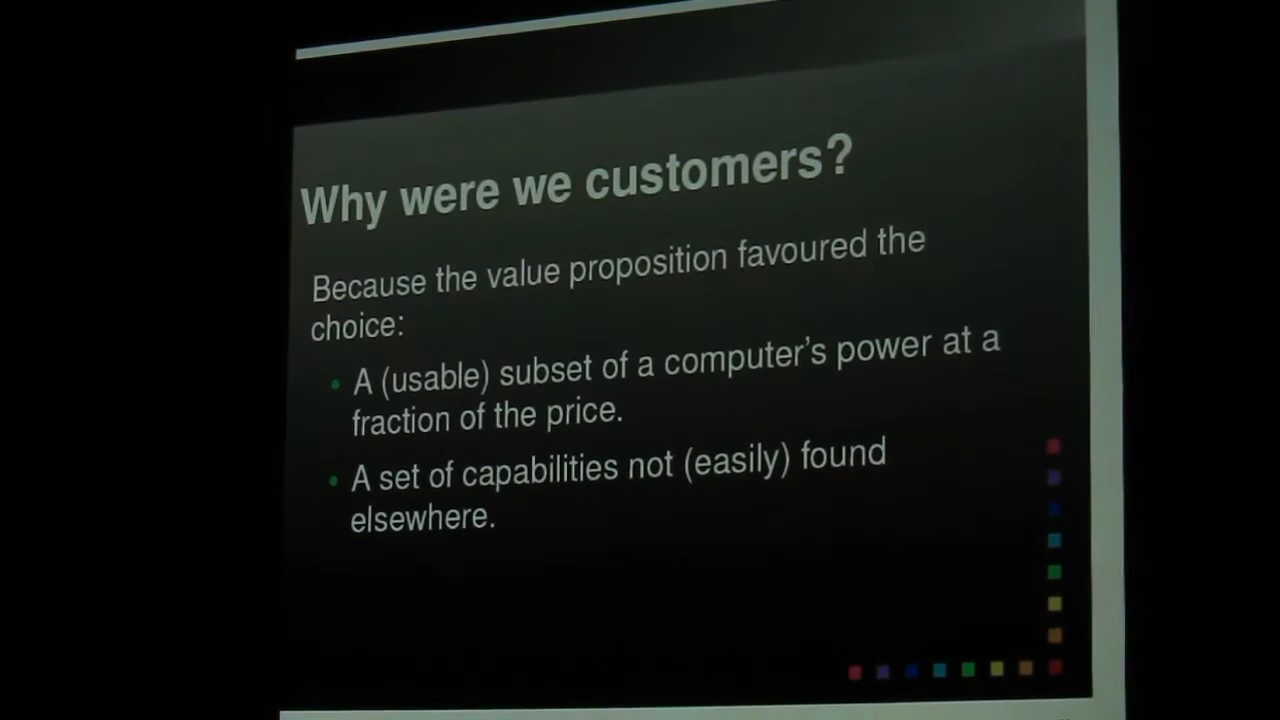 Why were we customers?
Because the value proposition favoured the
choice:
• A (usable) subset of a computer's power at a
fraction of the price.
• A set of capabilities not (easily) found
elsewhere.